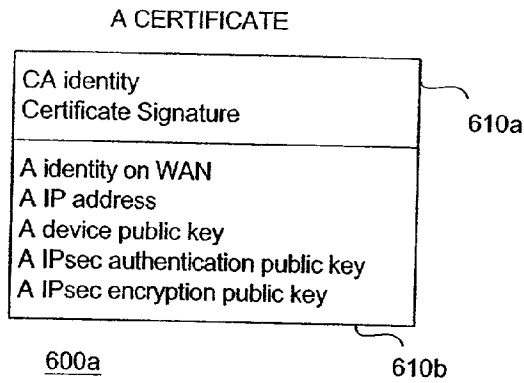 A CERTIFICATE
CA identity
Certificate Signature
610a
A identity on WAN
A IP address
A device public key
A IPsec authentication public key
A IPsec encryption public key
600a
610b